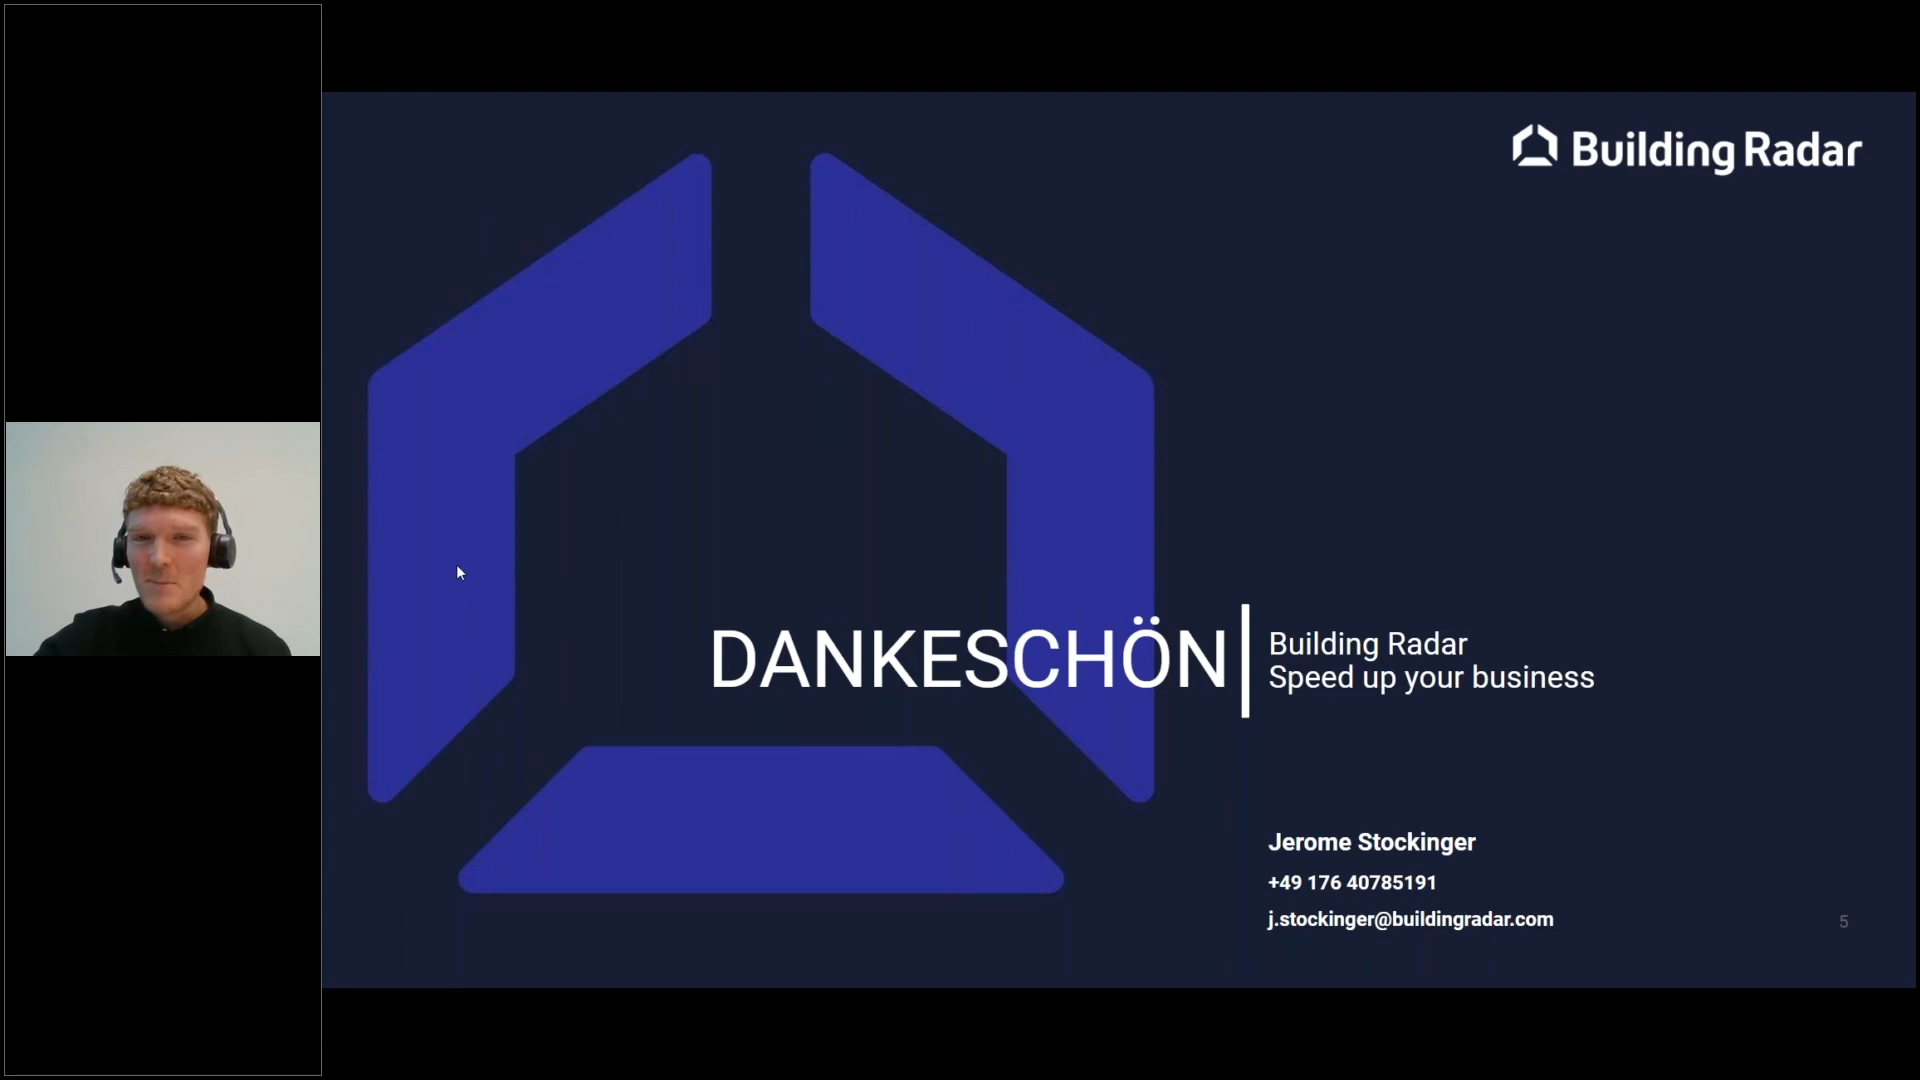 Building Radar
DANKESCHÖN
Building Radar
Speed up your business
Jerome Stockinger
+49 176 40785191
j.stockinger@buildingradar.com
5